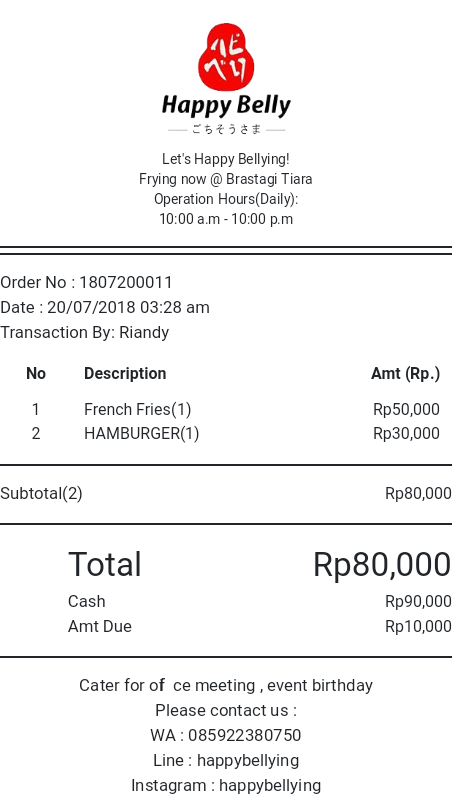 へピ
べり
Happy Belly
ごちそうさま
Let's Happy Bellying!
Frying now @ Brastagi Tiara
Operation Hours(Daily):
10:00 a.m - 10:00 p.m
Order No : 1807200011
Date : 20/07/2018 03:28 am
Transaction By: Riandy
No Description Amt (Rp.)
1 French Fries(1) Rp50,000
2 HAMBURGER(1) Rp30,000
Subtotal(2) Rp80,000
Total Rp80,000
Cash Rp90,000
Amt Due Rp10,000
Cater for of ce meeting , event birthday
Please contact us :
WA : 085922380750
Line : happybellying
Instagram : happybellying